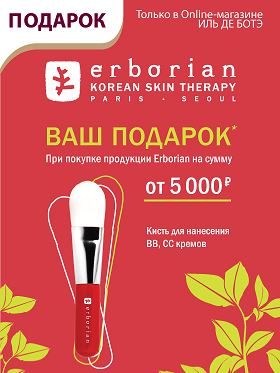 ПОДАРОК
Только в Online-магазине
ИЛЬ ДЕ БОТЭ
erborian
KOREAN SKIN THERAPY
PARIS - SEOUL
ВАШ ПОДАРОК*
При покупке продукции Erborian на сумму
от 5 000 ₽
Кисть для нанесения
BB, CC кремов
erborian